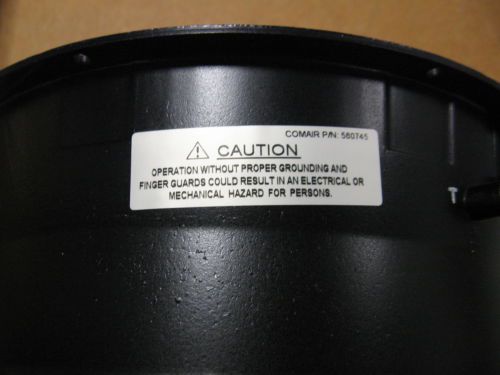 COMAIR P/N: 560745
CAUTION
OPERATION WITHOUT PROPER GROUNDING AND
FINGER GUARDS COULD RESULT IN AN ELECTRICAL OR
MECHANICAL HAZARD FOR PERSONS.